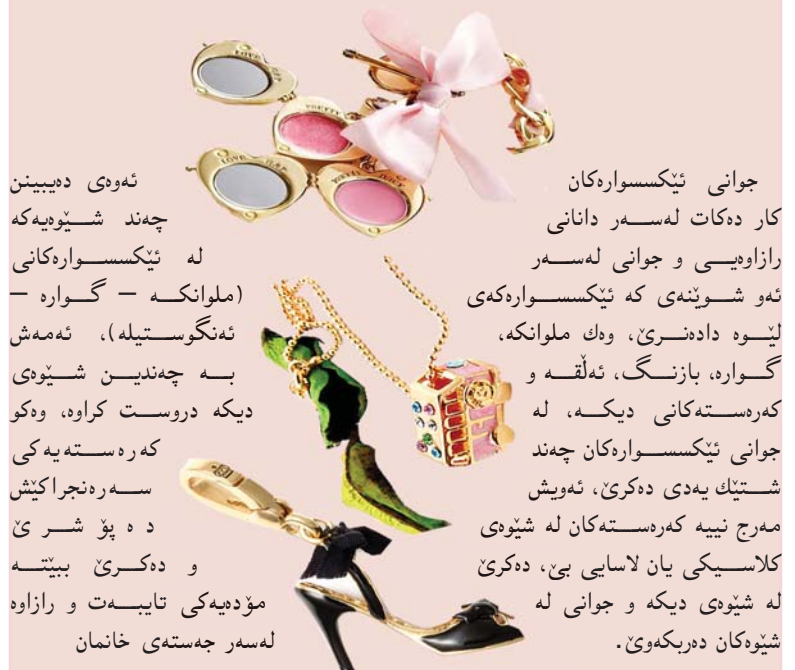 جوانی ئێکسسوارەکان
کار دەکات لەسەر دانانی
رازاوەیی و جوانی لەسەر
ئەو شوێنەی کە ئێکسسوارەکەی
لێوە دادەنرێ، وەك ملوانکە،
گوارە، بازنگ، ئەڵقە و
کەرەستەکانی دیکە، لە
جوانی ئێکسسوارەکان چەند
شتێك یەدی دەکرێ، ئەویش
مەرج نییە کەرەستەکان لە شێوەی
کلاسیکی یان لاسایی بێ، دەکرێ
لە شێوەی دیکە و جوانی لە
شێوەکان دەربکەوێ.
ئەوەی دەیبینن
چەند شێوەیەکە
لە ئێکسسوارەکانی
(ملوانکە – گوارە –
ئەنگوستیلە)، ئەمەش
بە چەندین شێوەی
دیکە دروست کراوە، وەکو
کەرەستەیەکی
سەرەنجراکێش
دەپۆشرێ
و دەکرێ ببێتە
مۆدەیەکی تایبەت و رازاوە
لەسەر جەستەی خانمان